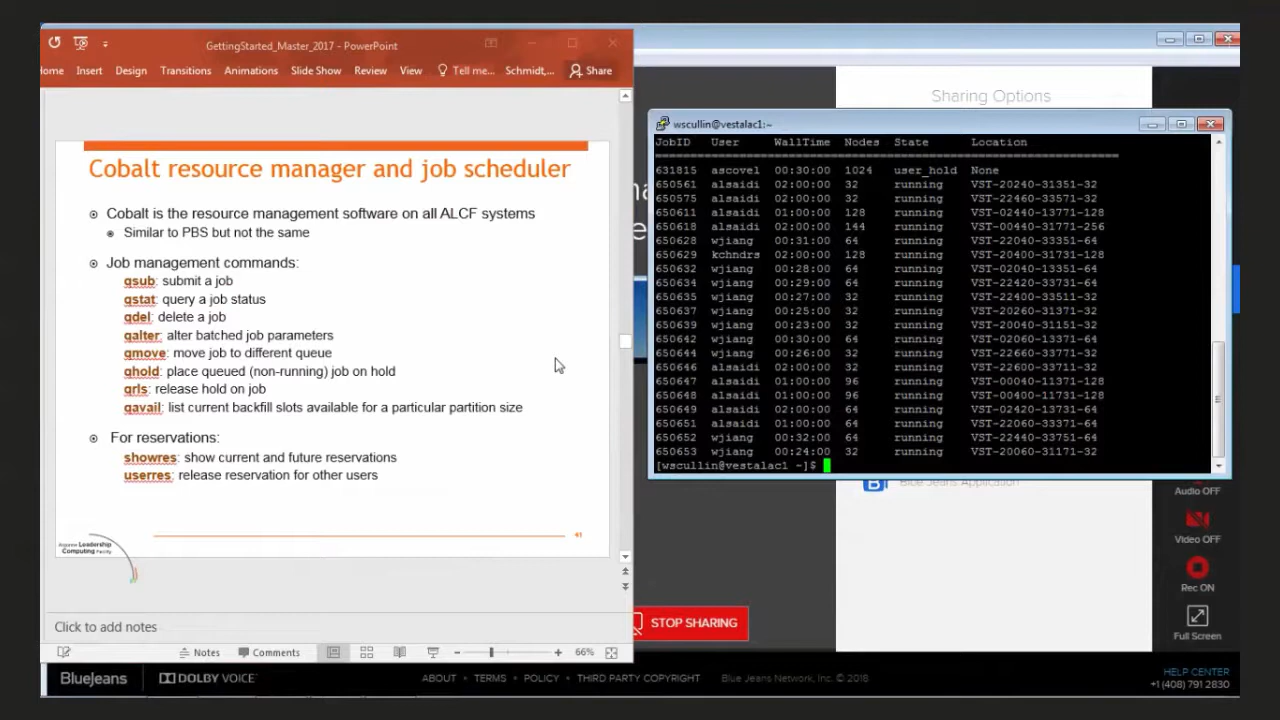 GettingStarted_Master_2017 - PowerPoint
Home Insert Design Transitions Animations Slide Show Review View Tell me... Schmidt,... Share
Cobalt resource manager and job scheduler
Cobalt is the resource management software on all ALCF systems
Similar to PBS but not the same
Job management commands:
qsub: submit a job
qstat: query a job status
qdel: delete a job
qalter: alter batched job parameters
qmove: move job to different queue
qhold: place queued (non-running) job on hold
qrls: release hold on job
qavail: list current backfill slots available for a particular partition size
For reservations:
showres: show current and future reservations
userres: release reservation for other users
Argonne Leadership
Computing Facility
41
Click to add notes
Notes Comments 66%
Sharing Options
wscullin@vestalac1:~
JobID User WallTime Nodes State Location
631815 ascovel 00:30:00 1024 user_hold None
650561 alsaidi 02:00:00 32 running VST-20240-31351-32
650575 alsaidi 02:00:00 32 running VST-22460-33571-32
650611 alsaidi 02:00:00 128 running VST-02440-13771-128
650618 alsaidi 02:00:00 144 running VST-00440-31771-256
650628 wjiang 00:31:00 64 running VST-22040-33351-64
650629 kchndrs 02:00:00 128 running VST-20400-31731-128
650632 wjiang 00:28:00 64 running VST-02040-13351-64
650634 wjiang 00:29:00 64 running VST-22420-33731-64
650635 wjiang 00:27:00 32 running VST-22400-33511-32
650637 wjiang 00:25:00 32 running VST-20260-31371-32
650639 wjiang 00:23:00 32 running VST-20040-31151-32
650642 wjiang 00:30:00 64 running VST-02060-13371-64
650644 wjiang 00:26:00 32 running VST-22660-33771-32
650646 alsaidi 02:00:00 32 running VST-22600-33711-32
650647 alsaidi 01:00:00 96 running VST-00040-11371-128
650648 alsaidi 01:00:00 96 running VST-00400-11731-128
650649 alsaidi 02:00:00 64 running VST-02420-13731-64
650651 alsaidi 01:00:00 64 running VST-22060-33371-64
650652 wjiang 00:32:00 64 running VST-22440-33751-64
650653 wjiang 00:24:00 32 running VST-20060-31171-32
[wscullin@vestalac1 ~]$
Blue Jeans Application
Audio OFF
Video OFF
Rec ON
Full Screen
STOP SHARING
BlueJeans DOLBY VOICE ABOUT • TERMS • POLICY • THIRD PARTY COPYRIGHT Blue Jeans Network, Inc. © 2018
HELP CENTER
+1 (408) 791 2830